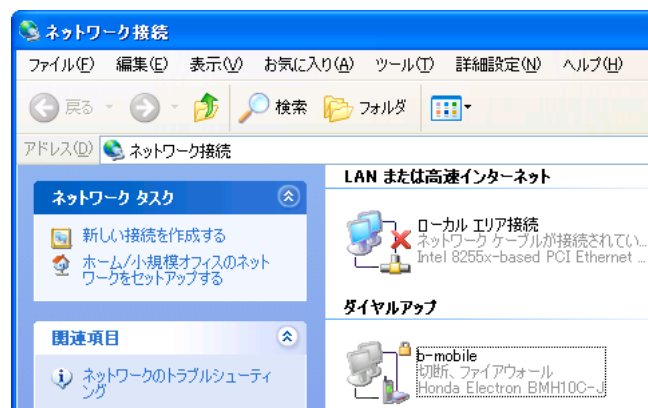 ネットワーク接続
ファイル(F) 編集(E) 表示(V) お気に入り(A) ツール(T) 詳細設定(N) ヘルプ(H)
戻る 検索 フォルダ
アドレス(D) ネットワーク接続
ネットワーク タスク
新しい接続を作成する
ホーム/小規模オフィスのネット
ワークをセットアップする
関連項目
ネットワークのトラブルシューティ
ング
LAN または高速インターネット
ローカル エリア接続
ネットワーク ケーブルが接続されてい...
Intel 8255x-based PCI Ethernet ...
ダイヤルアップ
b-mobile
切断、ファイアウォール
Honda Electron BMH10C-J